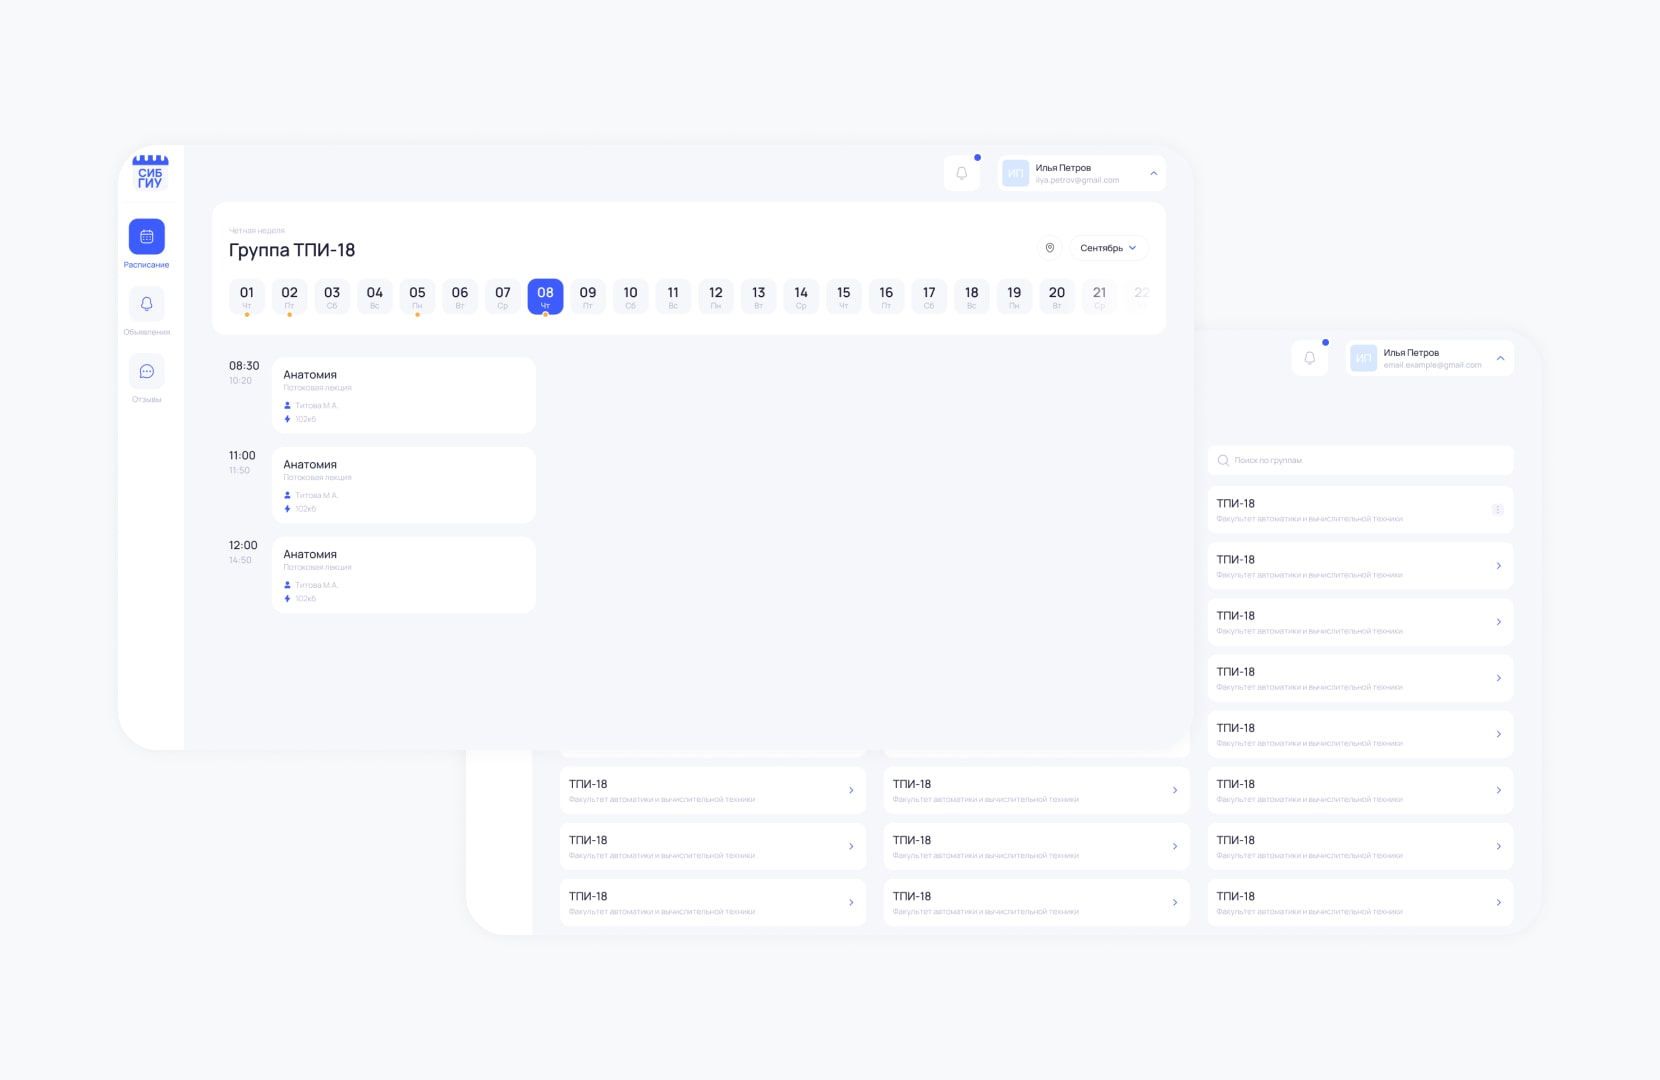 СИБ
ГИУ
Расписание
Объявления
Отзывы
ИП
Илья Петров
ilya.petrov@gmail.com
Четная неделя
Группа ТПИ-18
Сентябрь
01 02 03 04 05 06 07 08 09 10 11 12 13 14 15 16 17 18 19 20 21 22
Чт Пт Сб Вс Пн Вт Ср Чт Пт Сб Вс Пн Вт Ср Чт Пт Сб Вс Пн Вт Ср
08:30
10:20
Анатомия
Потоковая лекция
Титова М.А.
102кб
11:00
11:50
Анатомия
Потоковая лекция
Титова М.А.
102кб
12:00
14:50
Анатомия
Потоковая лекция
Титова М.А.
102кб
ИП
Илья Петров
email.example@gmail.com
Поиск по группам
ТПИ-18
Факультет автоматики и вычислительной техники
ТПИ-18
Факультет автоматики и вычислительной техники
ТПИ-18
Факультет автоматики и вычислительной техники
ТПИ-18
Факультет автоматики и вычислительной техники
ТПИ-18
Факультет автоматики и вычислительной техники
ТПИ-18 ТПИ-18 ТПИ-18
Факультет автоматики и вычислительной техники Факультет автоматики и вычислительной техники Факультет автоматики и вычислительной техники
ТПИ-18 ТПИ-18 ТПИ-18
Факультет автоматики и вычислительной техники Факультет автоматики и вычислительной техники Факультет автоматики и вычислительной техники
ТПИ-18 ТПИ-18 ТПИ-18
Факультет автоматики и вычислительной техники Факультет автоматики и вычислительной техники Факультет автоматики и вычислительной техники